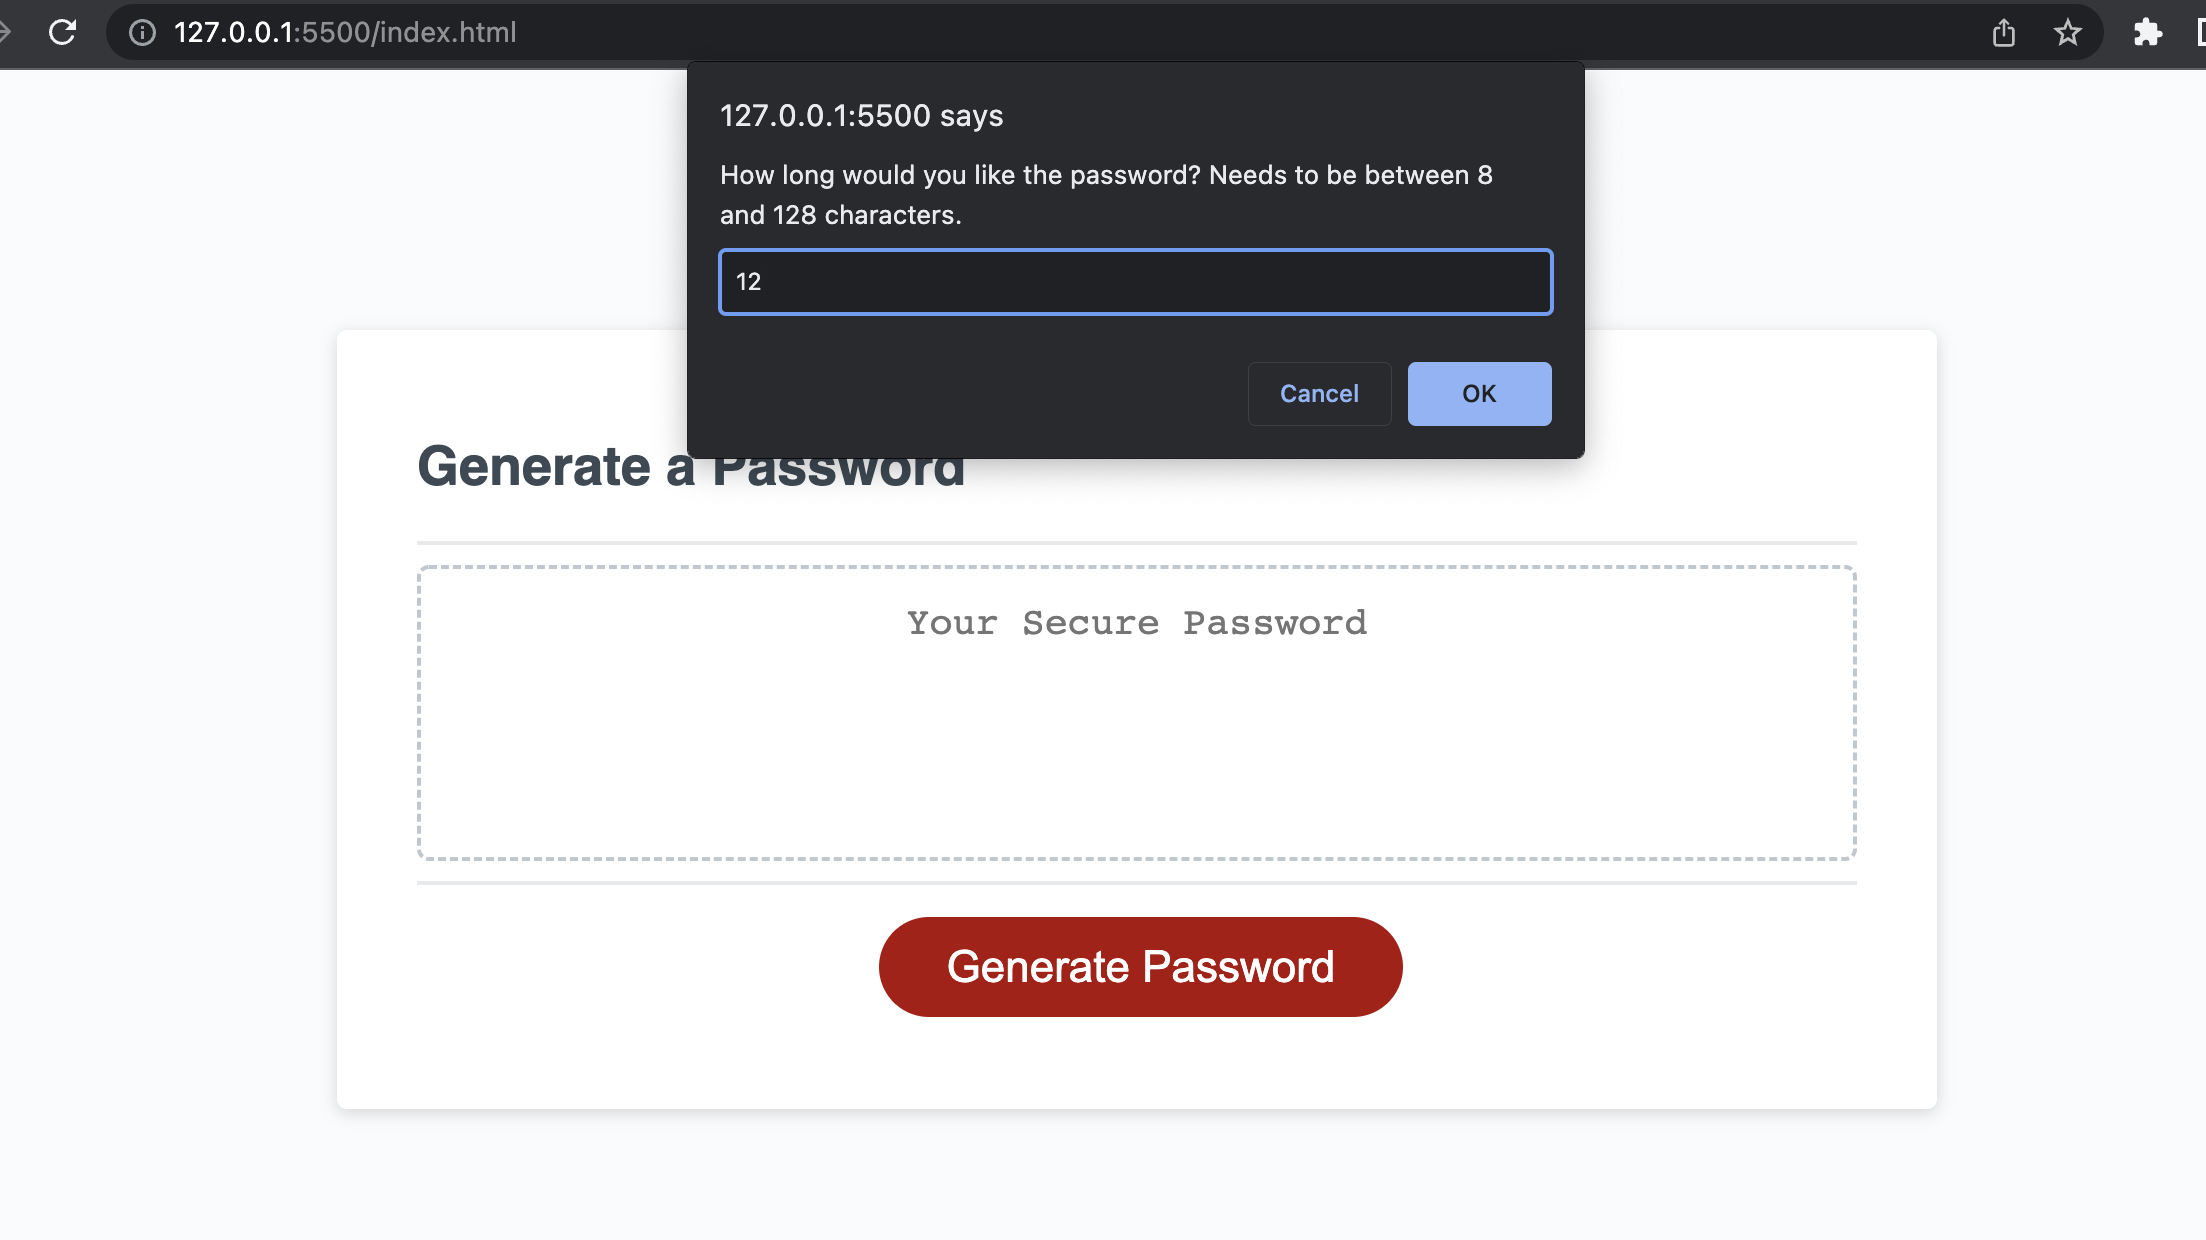 127.0.0.1:5500/index.html
127.0.0.1:5500 says
How long would you like the password? Needs to be between 8
and 128 characters.
12
Cancel
OK
Generate a Password
Your Secure Password
Generate Password